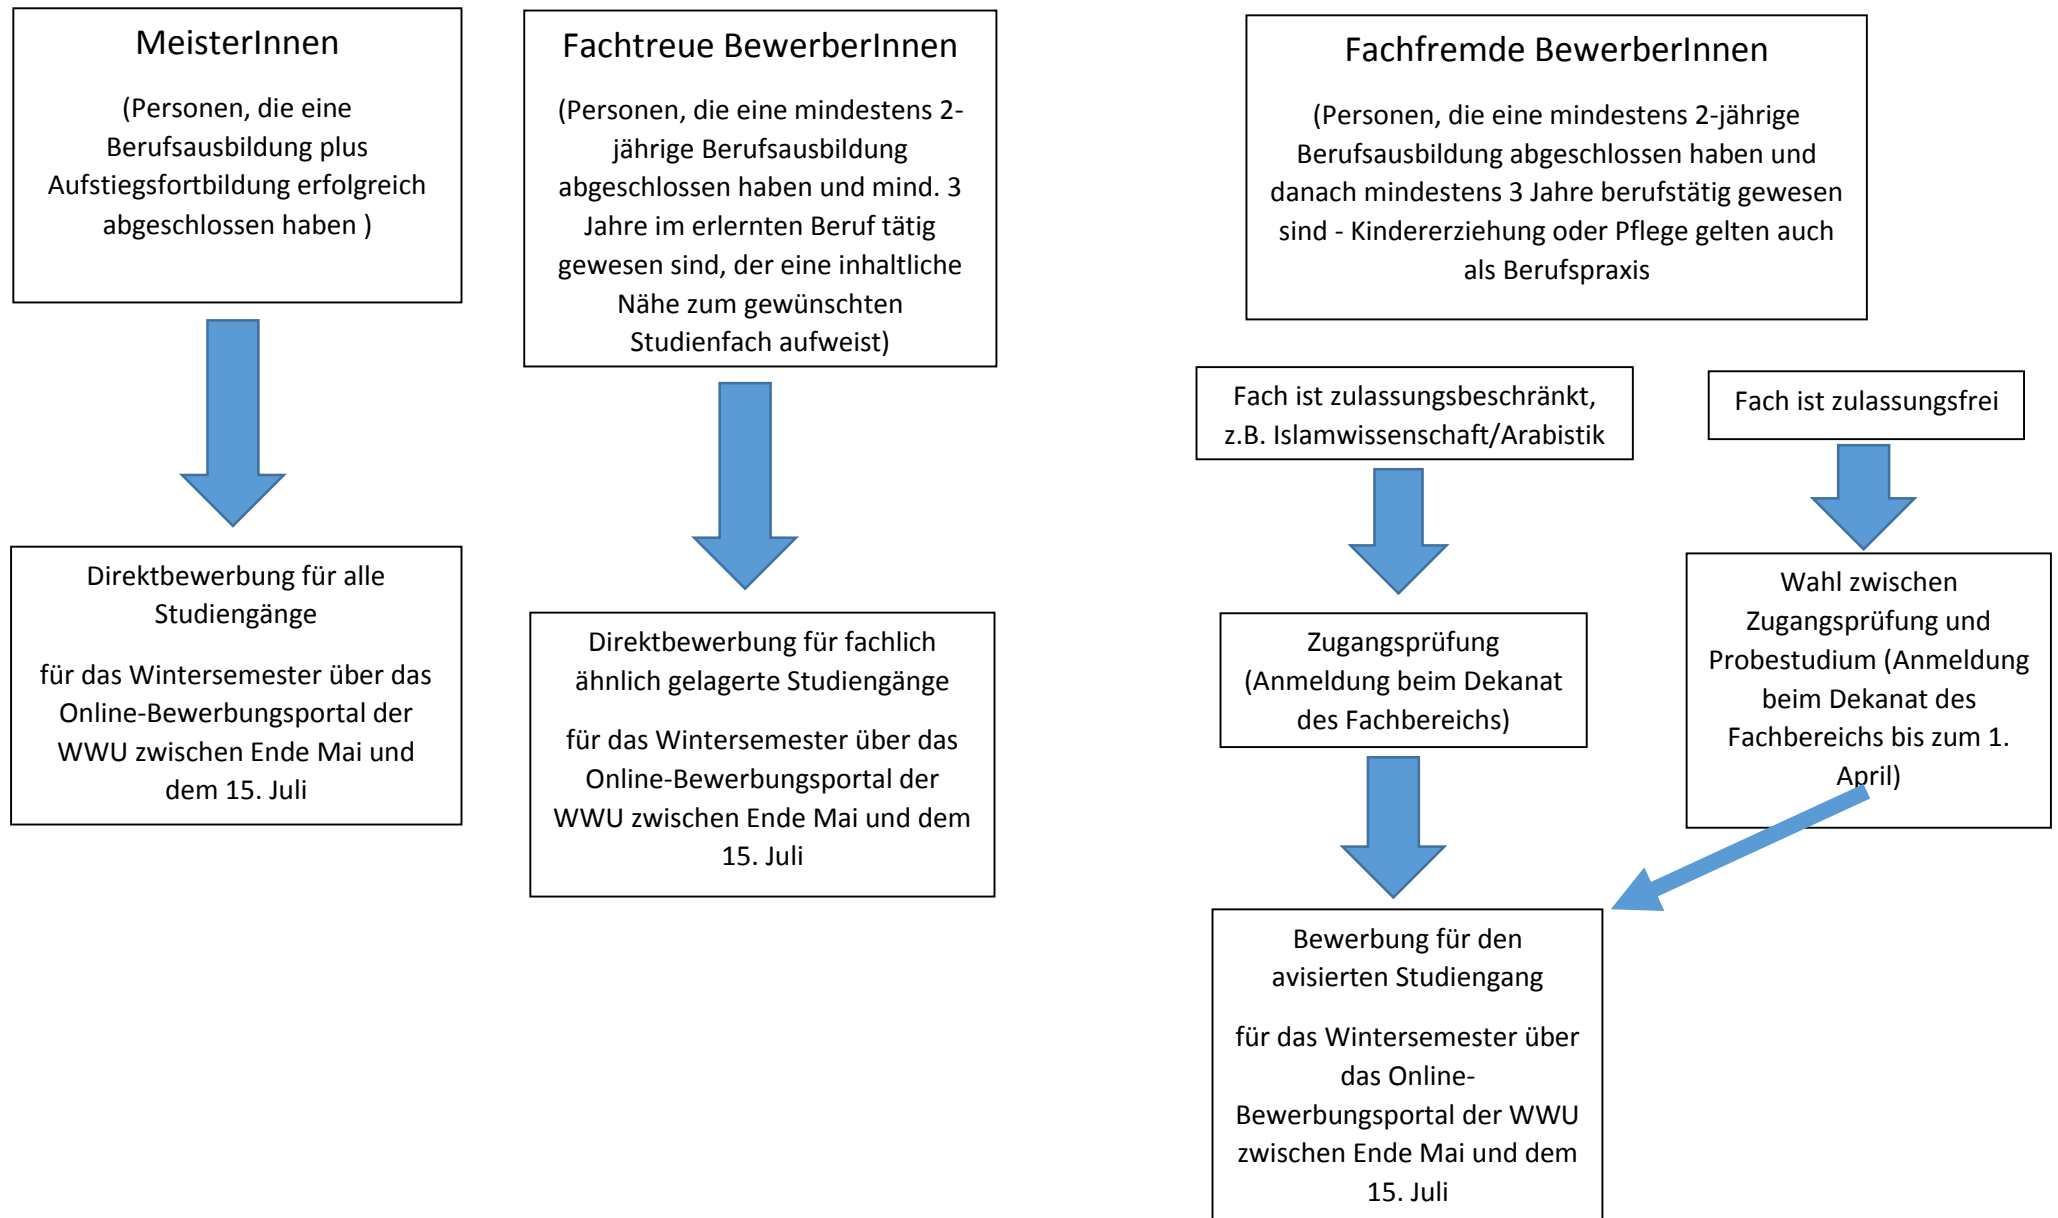 MeisterInnen
(Personen, die eine
Berufsausbildung plus
Aufstiegsfortbildung erfolgreich
abgeschlossen haben )
Direktbewerbung für alle
Studiengänge
für das Wintersemester über das
Online-Bewerbungsportal der
WWU zwischen Ende Mai und
dem 15. Juli
Fachtreue BewerberInnen
(Personen, die eine mindestens 2-
jährige Berufsausbildung
abgeschlossen haben und mind. 3
Jahre im erlernten Beruf tätig
gewesen sind, der eine inhaltliche
Nähe zum gewünschten
Studienfach aufweist)
Direktbewerbung für fachlich
ähnlich gelagerte Studiengänge
für das Wintersemester über das
Online-Bewerbungsportal der
WWU zwischen Ende Mai und dem
15. Juli
Fachfremde BewerberInnen
(Personen, die eine mindestens 2-jährige
Berufsausbildung abgeschlossen haben und
danach mindestens 3 Jahre berufstätig gewesen
sind - Kindererziehung oder Pflege gelten auch
als Berufspraxis
Fach ist zulassungsbeschränkt,
z.B. Islamwissenschaft/Arabistik
Zugangsprüfung
(Anmeldung beim Dekanat
des Fachbereichs)
Fach ist zulassungsfrei
Wahl zwischen
Zugangsprüfung und
Probestudium (Anmeldung
beim Dekanat des
Fachbereichs bis zum 1.
April)
Bewerbung für den
avisierten Studiengang
für das Wintersemester über
das Online-
Bewerbungsportal der WWU
zwischen Ende Mai und dem
15. Juli